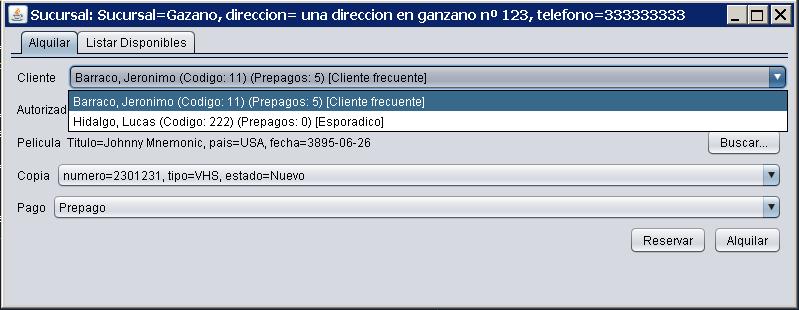 Sucursal: Sucursal=Gazano, direccion= una direccion en ganzano nº 123, telefono=333333333
Alquilar Listar Disponibles
Cliente Barraco, Jeronimo (Codigo: 11) (Prepagos: 5) [Cliente frecuente]
Barraco, Jeronimo (Codigo: 11) (Prepagos: 5) [Cliente frecuente]
Autorizad
Hidalgo, Lucas (Codigo: 222) (Prepagos: 0) [Esporadico]
Pelicula Titulo=Johnny Mnemonic, pais=USA, fecha=3895-06-26 Buscar...
Copia numero=2301231, tipo=VHS, estado=Nuevo
Pago Prepago
Reservar Alquilar